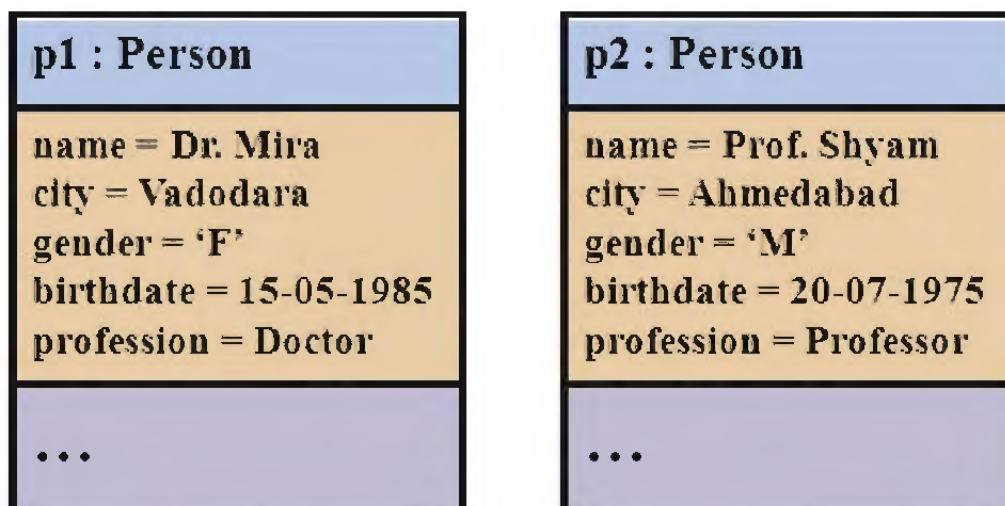 p1 : Person
name = Dr. Mira
city = Vadodara
gender = ‘F’
birthdate = 15-05-1985
profession = Doctor
...
p2 : Person
name = Prof. Shyam
city = Ahmedabad
gender = ‘M’
birthdate = 20-07-1975
profession = Professor
...